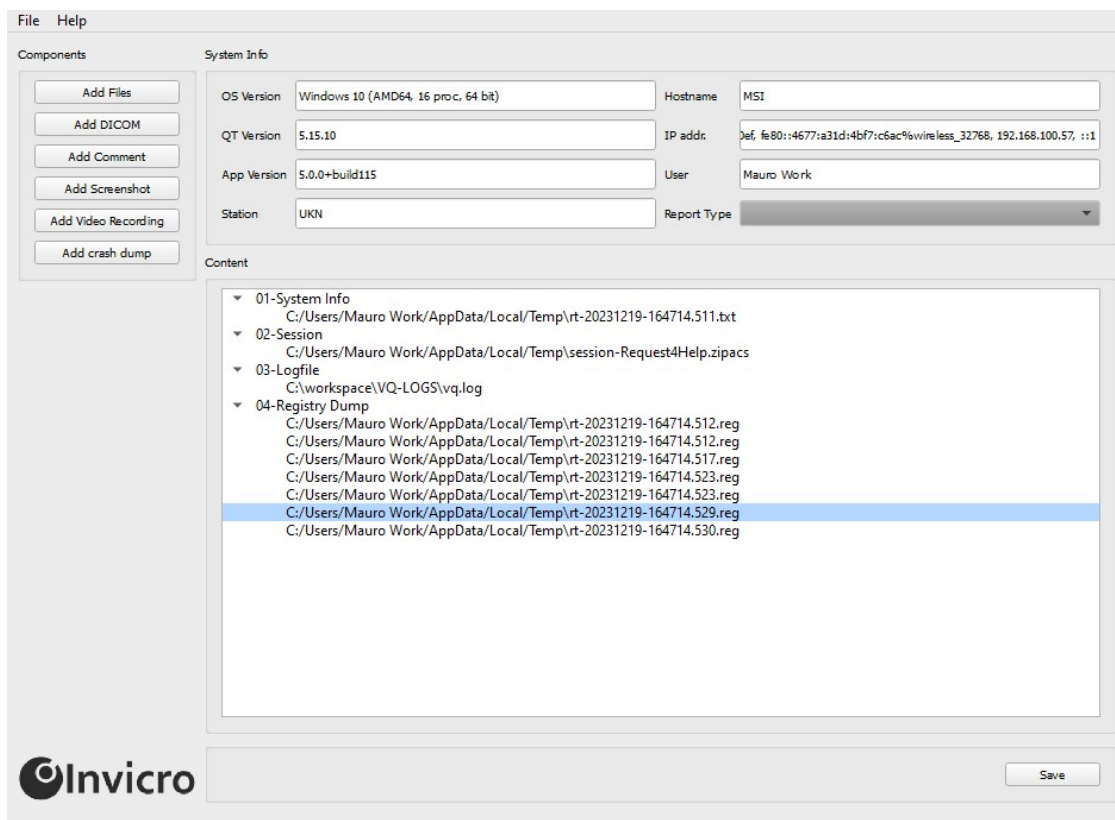 File Help
Components
Add Files
Add DICOM
Add Comment
Add Screenshot
Add Video Recording
Add crash dump
System Info
OS Version Windows 10 (AMD64, 16 proc, 64 bit) Hostname MSI
QT Version 5.15.10 IP addr. 0ef, fe80::4677:a31d:4bf7:c6ac%wireless_32768, 192.168.100.57, ::1
App Version 5.0.0+build115 User Mauro Work
Station UKN Report Type
Content
01-System Info
C:/Users/Mauro Work/AppData/Local/Temp\rt-20231219-164714.511.txt
02-Session
C:/Users/Mauro Work/AppData/Local/Temp\session-Request4Help.zipacs
03-Logfile
C:\workspace\VQ-LOGS\vq.log
04-Registry Dump
C:/Users/Mauro Work/AppData/Local/Temp\rt-20231219-164714.512.reg
C:/Users/Mauro Work/AppData/Local/Temp\rt-20231219-164714.512.reg
C:/Users/Mauro Work/AppData/Local/Temp\rt-20231219-164714.517.reg
C:/Users/Mauro Work/AppData/Local/Temp\rt-20231219-164714.523.reg
C:/Users/Mauro Work/AppData/Local/Temp\rt-20231219-164714.523.reg
C:/Users/Mauro Work/AppData/Local/Temp\rt-20231219-164714.529.reg
C:/Users/Mauro Work/AppData/Local/Temp\rt-20231219-164714.530.reg
Invicro
Save